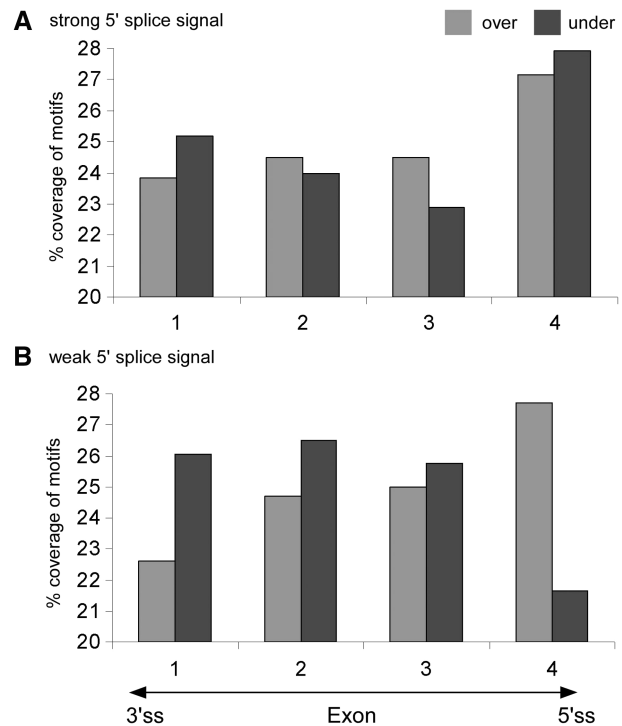 A strong 5' splice signal
over under
% coverage of motifs
28
27
26
25
24
23
22
21
20
1 2 3 4
B weak 5' splice signal
% coverage of motifs
28
27
26
25
24
23
22
21
20
1 2 3 4
3'ss Exon 5'ss